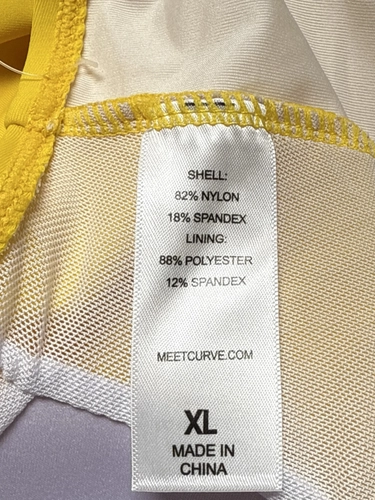 SHELL:
82% NYLON
18% SPANDEX
LINING:
88% POLYESTER
12% SPANDEX
MEETCURVE.COM
XL
MADE IN
CHINA